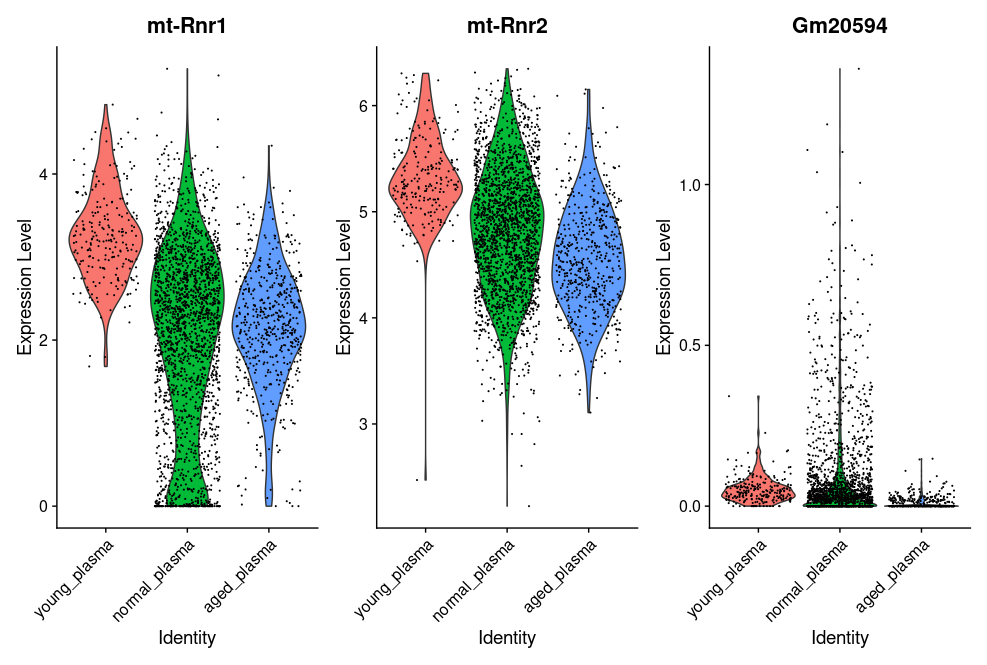 mt-Rnr1
Expression Level
4
2
0
young_plasma
normal_plasma
aged_plasma
Identity
mt-Rnr2
Expression Level
6
5
4
3
young_plasma
normal_plasma
aged_plasma
Identity
Gm20594
Expression Level
1.0
0.5
0.0
young_plasma
normal_plasma
aged_plasma
Identity